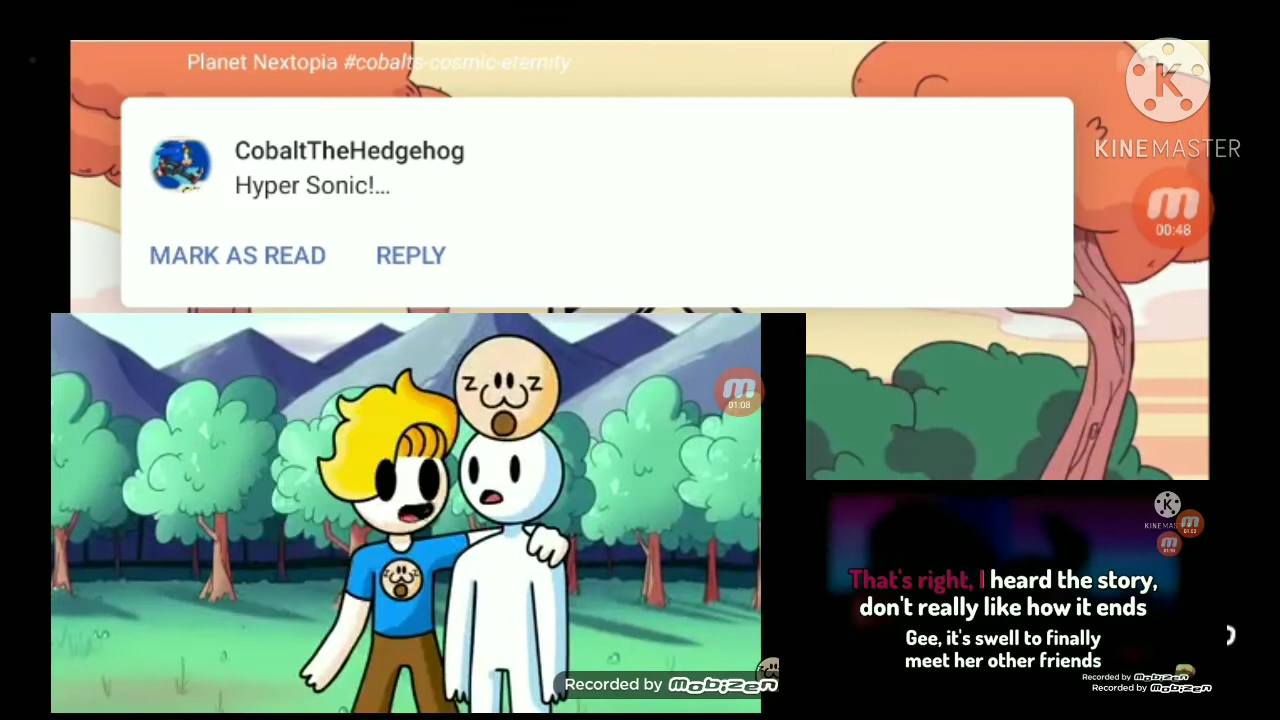 Planet Nextopia #cobalts-cosmic-eternity
CobaltTheHedgehog
Hyper Sonic!...
MARK AS READ REPLY
K
KINEMASTER
m
00:48
z z
m
01:08
Recorded by mobizen
K
m
That's right, I heard the story,
don't really like how it ends
Gee, it's swell to finally
meet her other friends
Recorded by mobizen
Recorded by mobizen